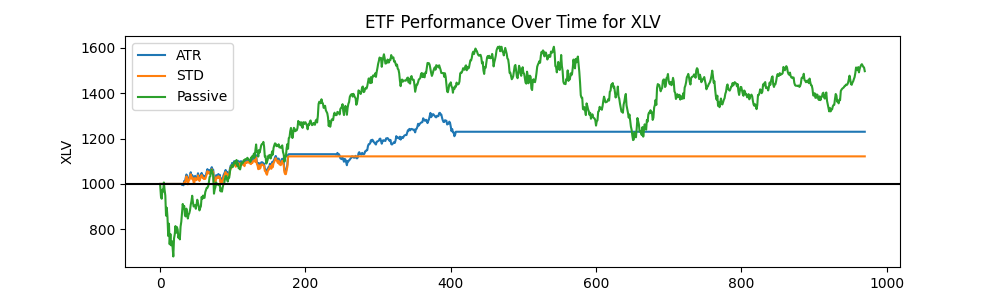 ETF Performance Over Time for XLV
ATR
STD
Passive
XLV
1600
1400
1200
1000
800
0 200 400 600 800 1000